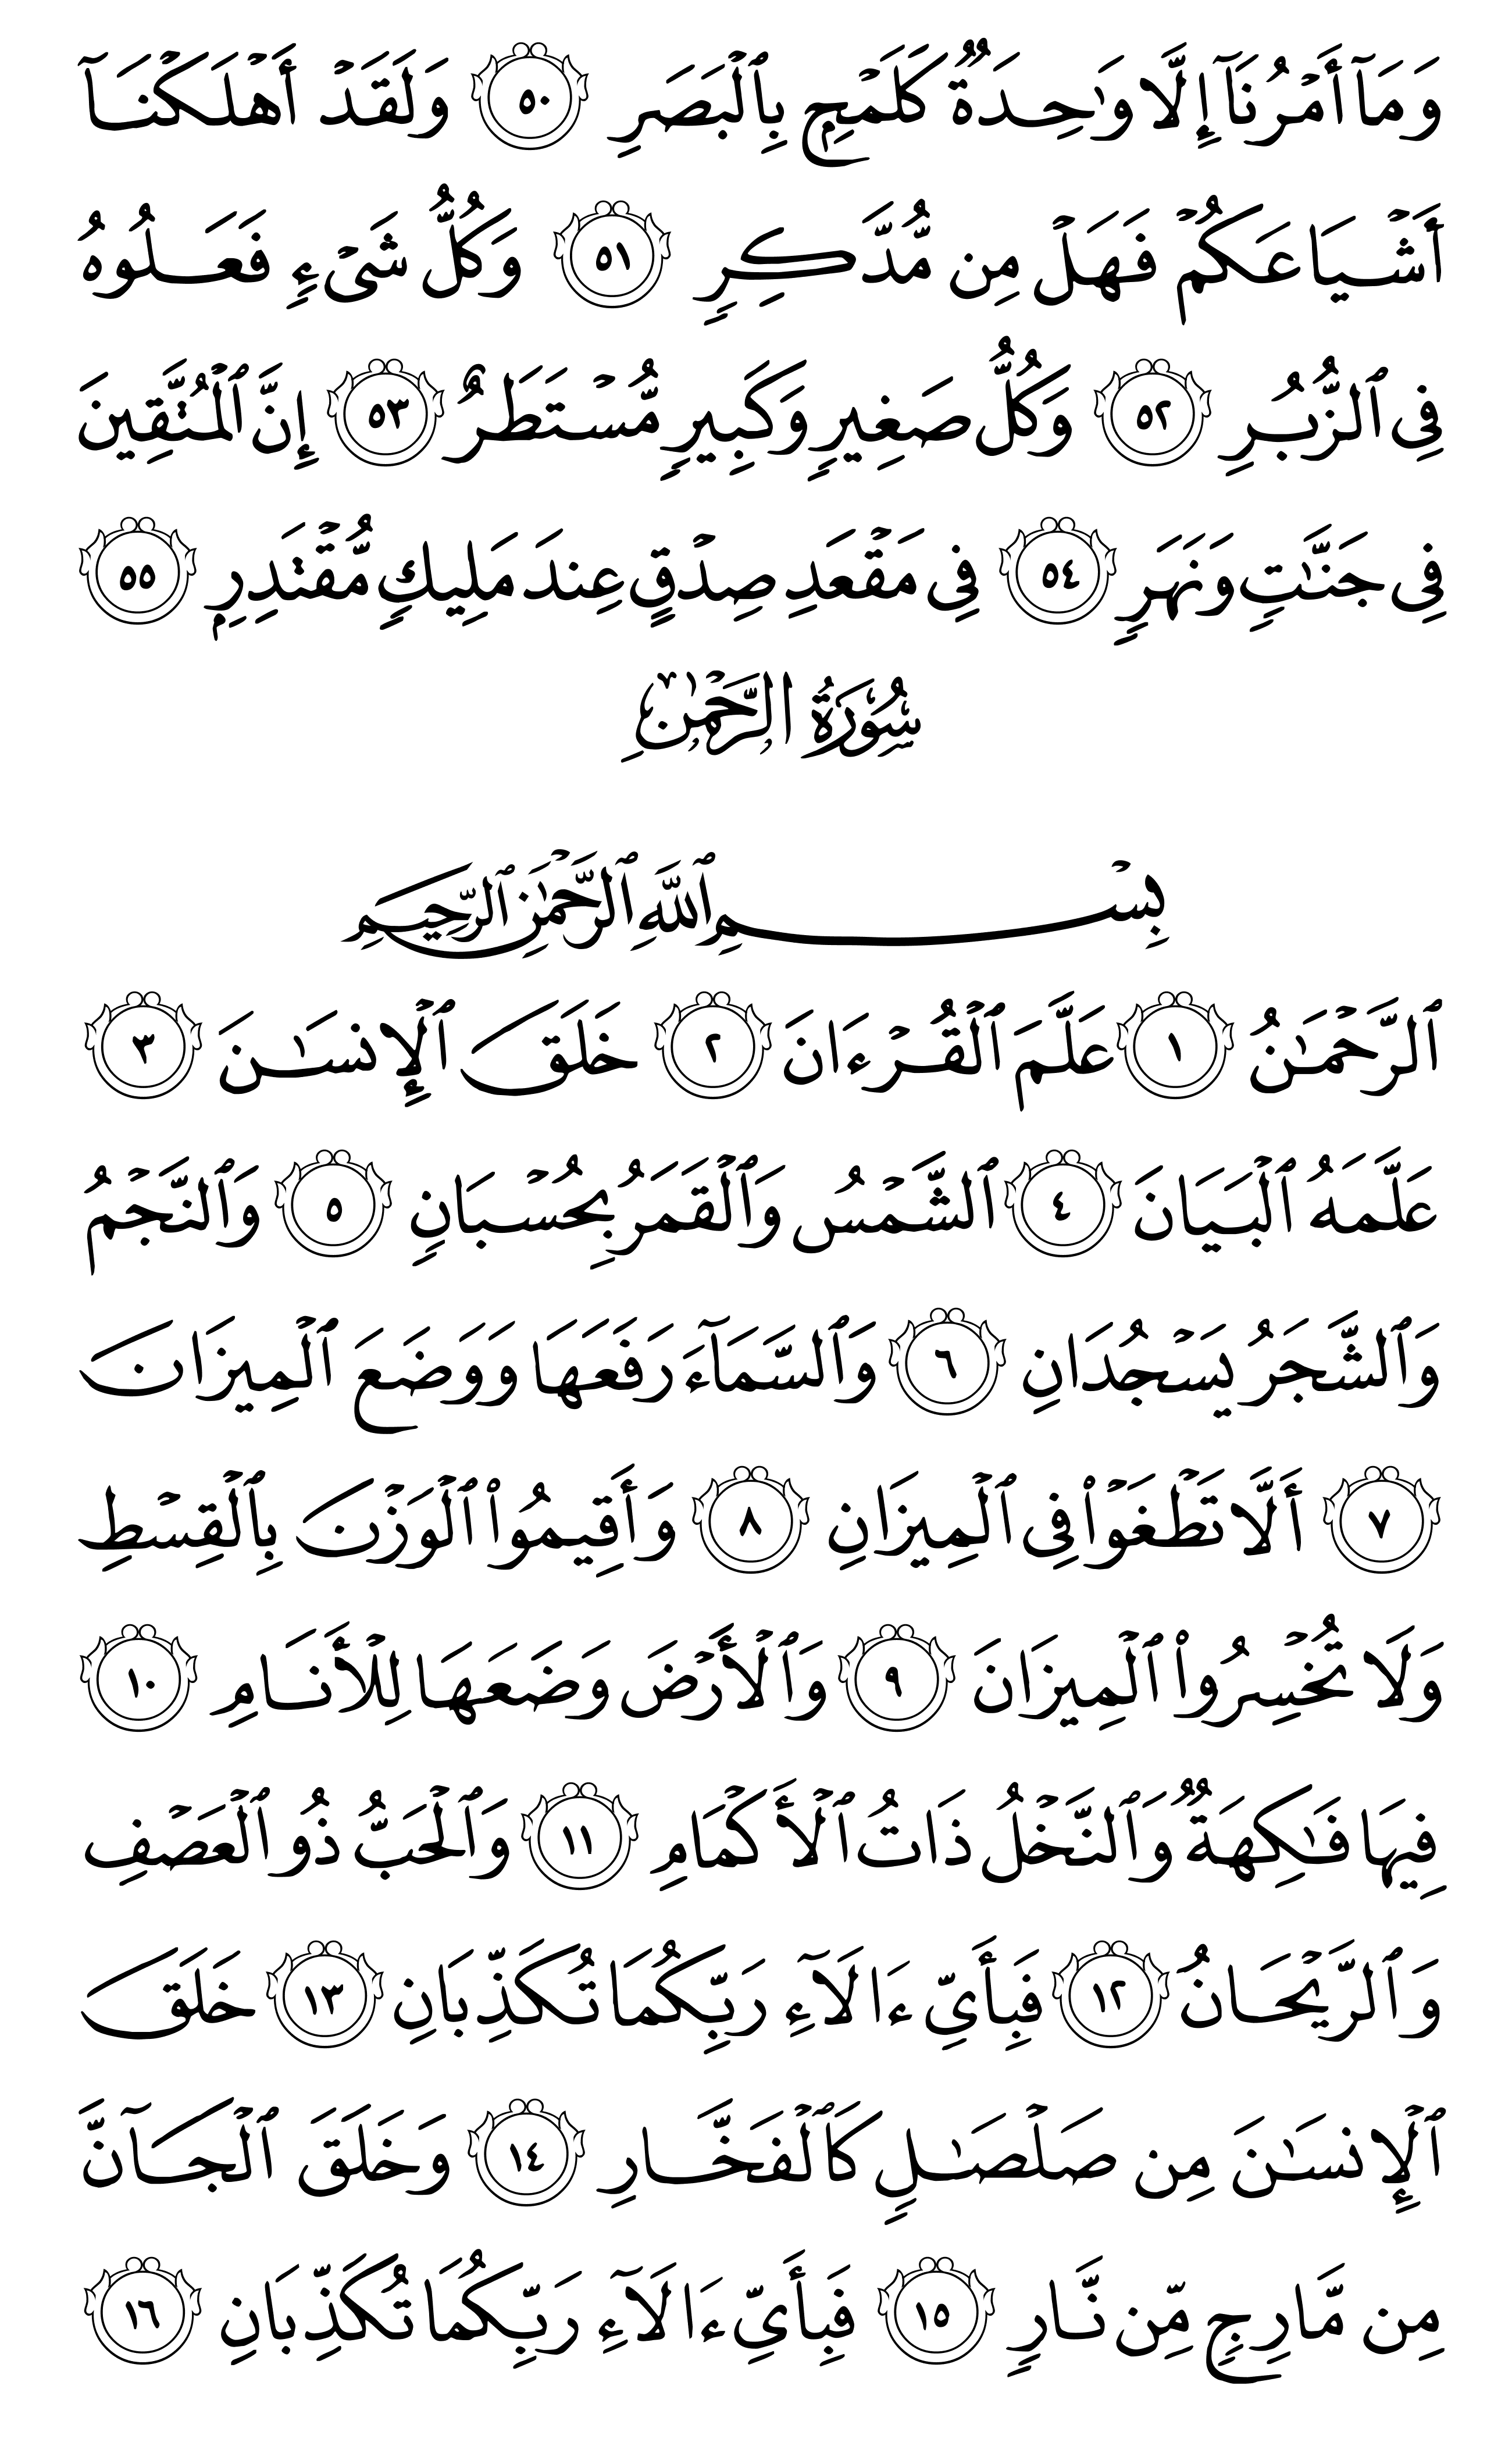 وَمَآ أَمۡرُنَآ إِلَّا وَٰحِدَةٞ كَلَمۡحِۭ بِٱلۡبَصَرِ ٥٠ وَلَقَدۡ أَهۡلَكۡنَآ
أَشۡيَاعَكُمۡ فَهَلۡ مِن مُّدَّكِرٖ ٥١ وَكُلُّ شَيۡءٖ فَعَلُوهُ
فِي ٱلزُّبُرِ ٥٢ وَكُلُّ صَغِيرٖ وَكَبِيرٖ مُّسۡتَطَرٌ ٥٣ إِنَّ ٱلۡمُتَّقِينَ
فِي جَنَّٰتٖ وَنَهَرٖ ٥٤ فِي مَقۡعَدِ صِدۡقٍ عِندَ مَلِيكٖ مُّقۡتَدِرِۭ ٥٥
سُورَةُ الرَّحۡمَٰنِ
بِسۡمِ ٱللَّهِ ٱلرَّحۡمَٰنِ ٱلرَّحِيمِ
ٱلرَّحۡمَٰنُ ١ عَلَّمَ ٱلۡقُرۡءَانَ ٢ خَلَقَ ٱلۡإِنسَٰنَ ٣
عَلَّمَهُ ٱلۡبَيَانَ ٤ ٱلشَّمۡسُ وَٱلۡقَمَرُ بِحُسۡبَانٖ ٥ وَٱلنَّجۡمُ
وَٱلشَّجَرُ يَسۡجُدَانِ ٦ وَٱلسَّمَآءَ رَفَعَهَا وَوَضَعَ ٱلۡمِيزَانَ
٧ أَلَّا تَطۡغَوۡاْ فِي ٱلۡمِيزَانِ ٨ وَأَقِيمُواْ ٱلۡوَزۡنَ بِٱلۡقِسۡطِ
وَلَا تُخۡسِرُواْ ٱلۡمِيزَانَ ٩ وَٱلۡأَرۡضَ وَضَعَهَا لِلۡأَنَامِ ١٠
فِيهَا فَٰكِهَةٞ وَٱلنَّخۡلُ ذَاتُ ٱلۡأَكۡمَامِ ١١ وَٱلۡحَبُّ ذُو ٱلۡعَصۡفِ
وَٱلرَّيۡحَانُ ١٢ فَبِأَيِّ ءَالَآءِ رَبِّكُمَا تُكَذِّبَانِ ١٣ خَلَقَ
ٱلۡإِنسَٰنَ مِن صَلۡصَٰلٖ كَٱلۡفَخَّارِ ١٤ وَخَلَقَ ٱلۡجَآنَّ
مِن مَّارِجٖ مِّن نَّارٖ ١٥ فَبِأَيِّ ءَالَآءِ رَبِّكُمَا تُكَذِّبَانِ ١٦